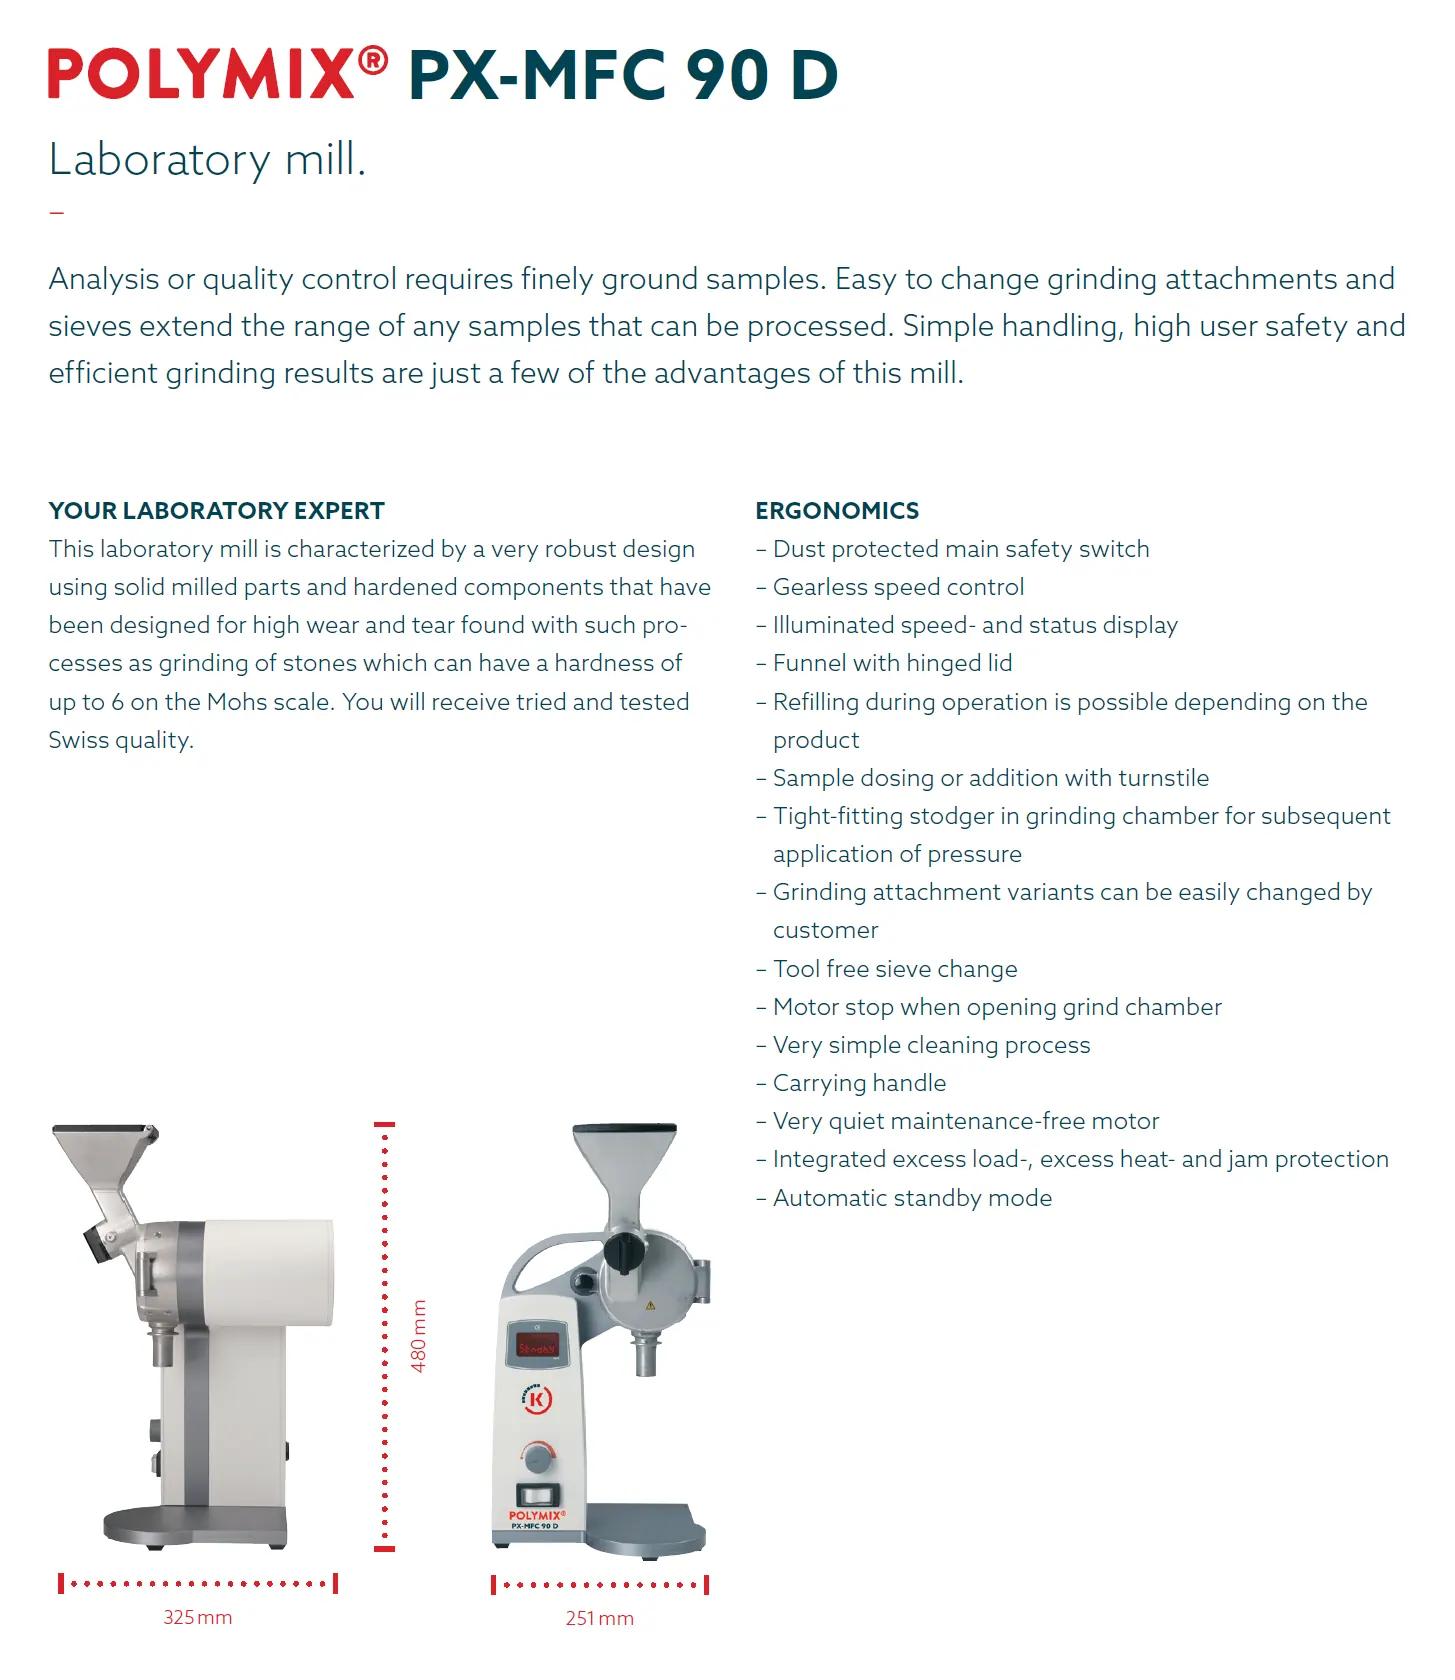 POLYMIX® PX-MFC 90 D
Laboratory mill.
–
Analysis or quality control requires finely ground samples. Easy to change grinding attachments and
sieves extend the range of any samples that can be processed. Simple handling, high user safety and
efficient grinding results are just a few of the advantages of this mill.
YOUR LABORATORY EXPERT
This laboratory mill is characterized by a very robust design
using solid milled parts and hardened components that have
been designed for high wear and tear found with such pro-
cesses as grinding of stones which can have a hardness of
up to 6 on the Mohs scale. You will receive tried and tested
Swiss quality.
ERGONOMICS
– Dust protected main safety switch
– Gearless speed control
– Illuminated speed- and status display
– Funnel with hinged lid
– Refilling during operation is possible depending on the
product
– Sample dosing or addition with turnstile
– Tight-fitting stodger in grinding chamber for subsequent
application of pressure
– Grinding attachment variants can be easily changed by
customer
– Tool free sieve change
– Motor stop when opening grind chamber
– Very simple cleaning process
– Carrying handle
– Very quiet maintenance-free motor
– Integrated excess load-, excess heat- and jam protection
– Automatic standby mode
480 mm
Standby
K
POLYMIX®
PX-MFC 90 D
325 mm
251 mm